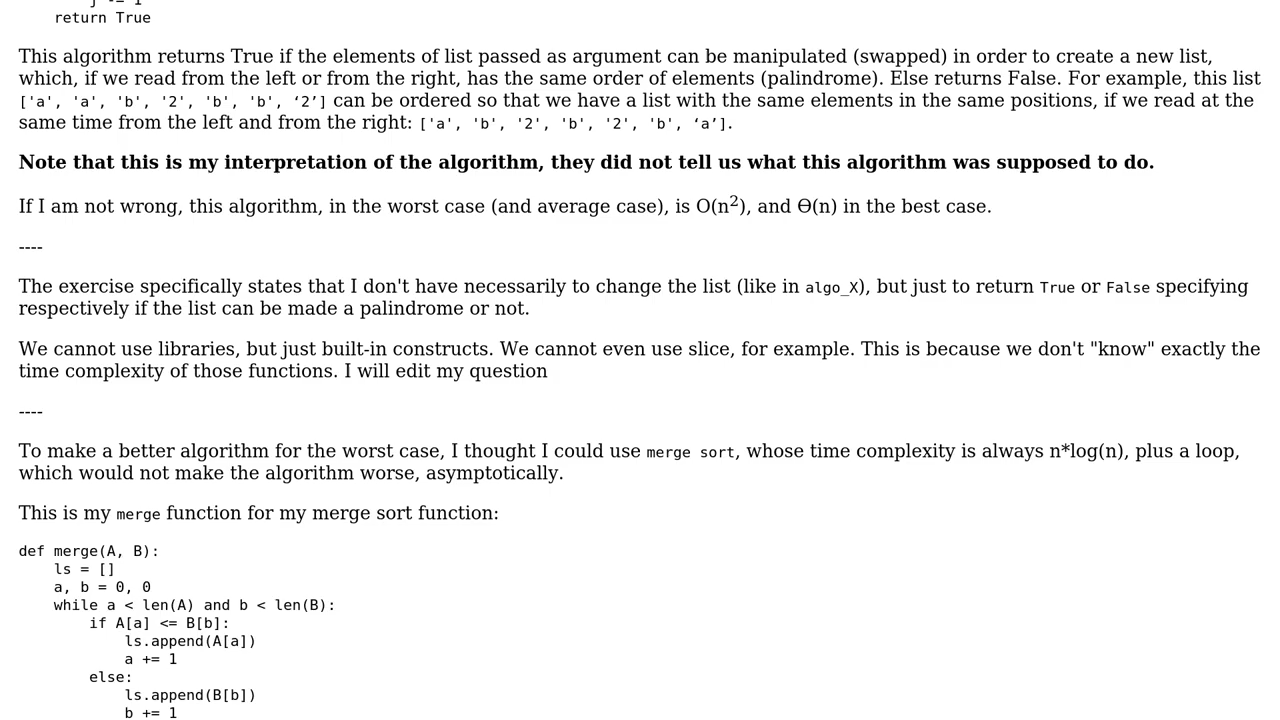 j -= 1
return True
This algorithm returns True if the elements of list passed as argument can be manipulated (swapped) in order to create a new list,
which, if we read from the left or from the right, has the same order of elements (palindrome). Else returns False. For example, this list
['a', 'a', 'b', '2', 'b', 'b', ‘2’] can be ordered so that we have a list with the same elements in the same positions, if we read at the
same time from the left and from the right: ['a', 'b', '2', 'b', '2', 'b', ‘a’].
Note that this is my interpretation of the algorithm, they did not tell us what this algorithm was supposed to do.
If I am not wrong, this algorithm, in the worst case (and average case), is O(n²), and Θ(n) in the best case.
----
The exercise specifically states that I don't have necessarily to change the list (like in algo_X), but just to return True or False specifying
respectively if the list can be made a palindrome or not.
We cannot use libraries, but just built-in constructs. We cannot even use slice, for example. This is because we don't "know" exactly the
time complexity of those functions. I will edit my question
----
To make a better algorithm for the worst case, I thought I could use merge sort, whose time complexity is always n*log(n), plus a loop,
which would not make the algorithm worse, asymptotically.
This is my merge function for my merge sort function:
def merge(A, B):
    ls = []
    a, b = 0, 0
    while a < len(A) and b < len(B):
        if A[a] <= B[b]:
            ls.append(A[a])
            a += 1
        else:
            ls.append(B[b])
            b += 1